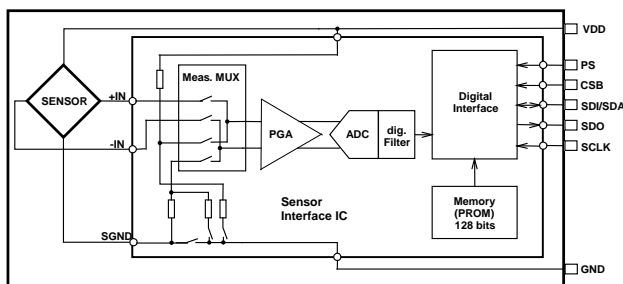 VDD
Meas. MUX
PS
SENSOR
+IN
CSB
Digital
Interface
SDI/SDA
PGA
ADC
dig.
Filter
SDO
-IN
SCLK
Sensor
Interface IC
Memory
(PROM)
128 bits
SGND
GND